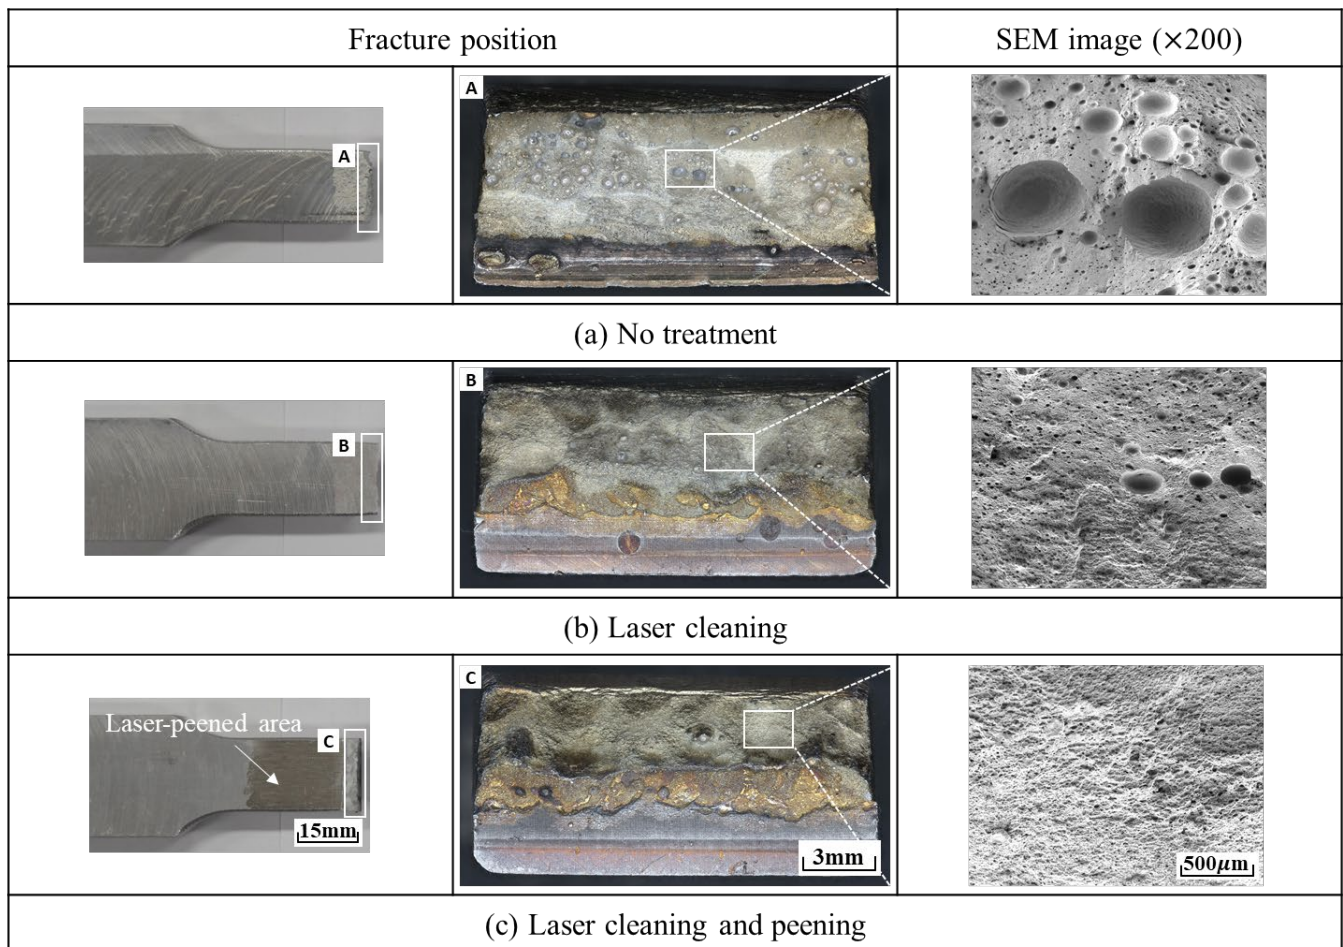 Fracture position
SEM image (×200)
A
A
(a) No treatment
B
B
(b) Laser cleaning
Laser-peened area
C
15mm
C
3mm
500μm
(c) Laser cleaning and peening